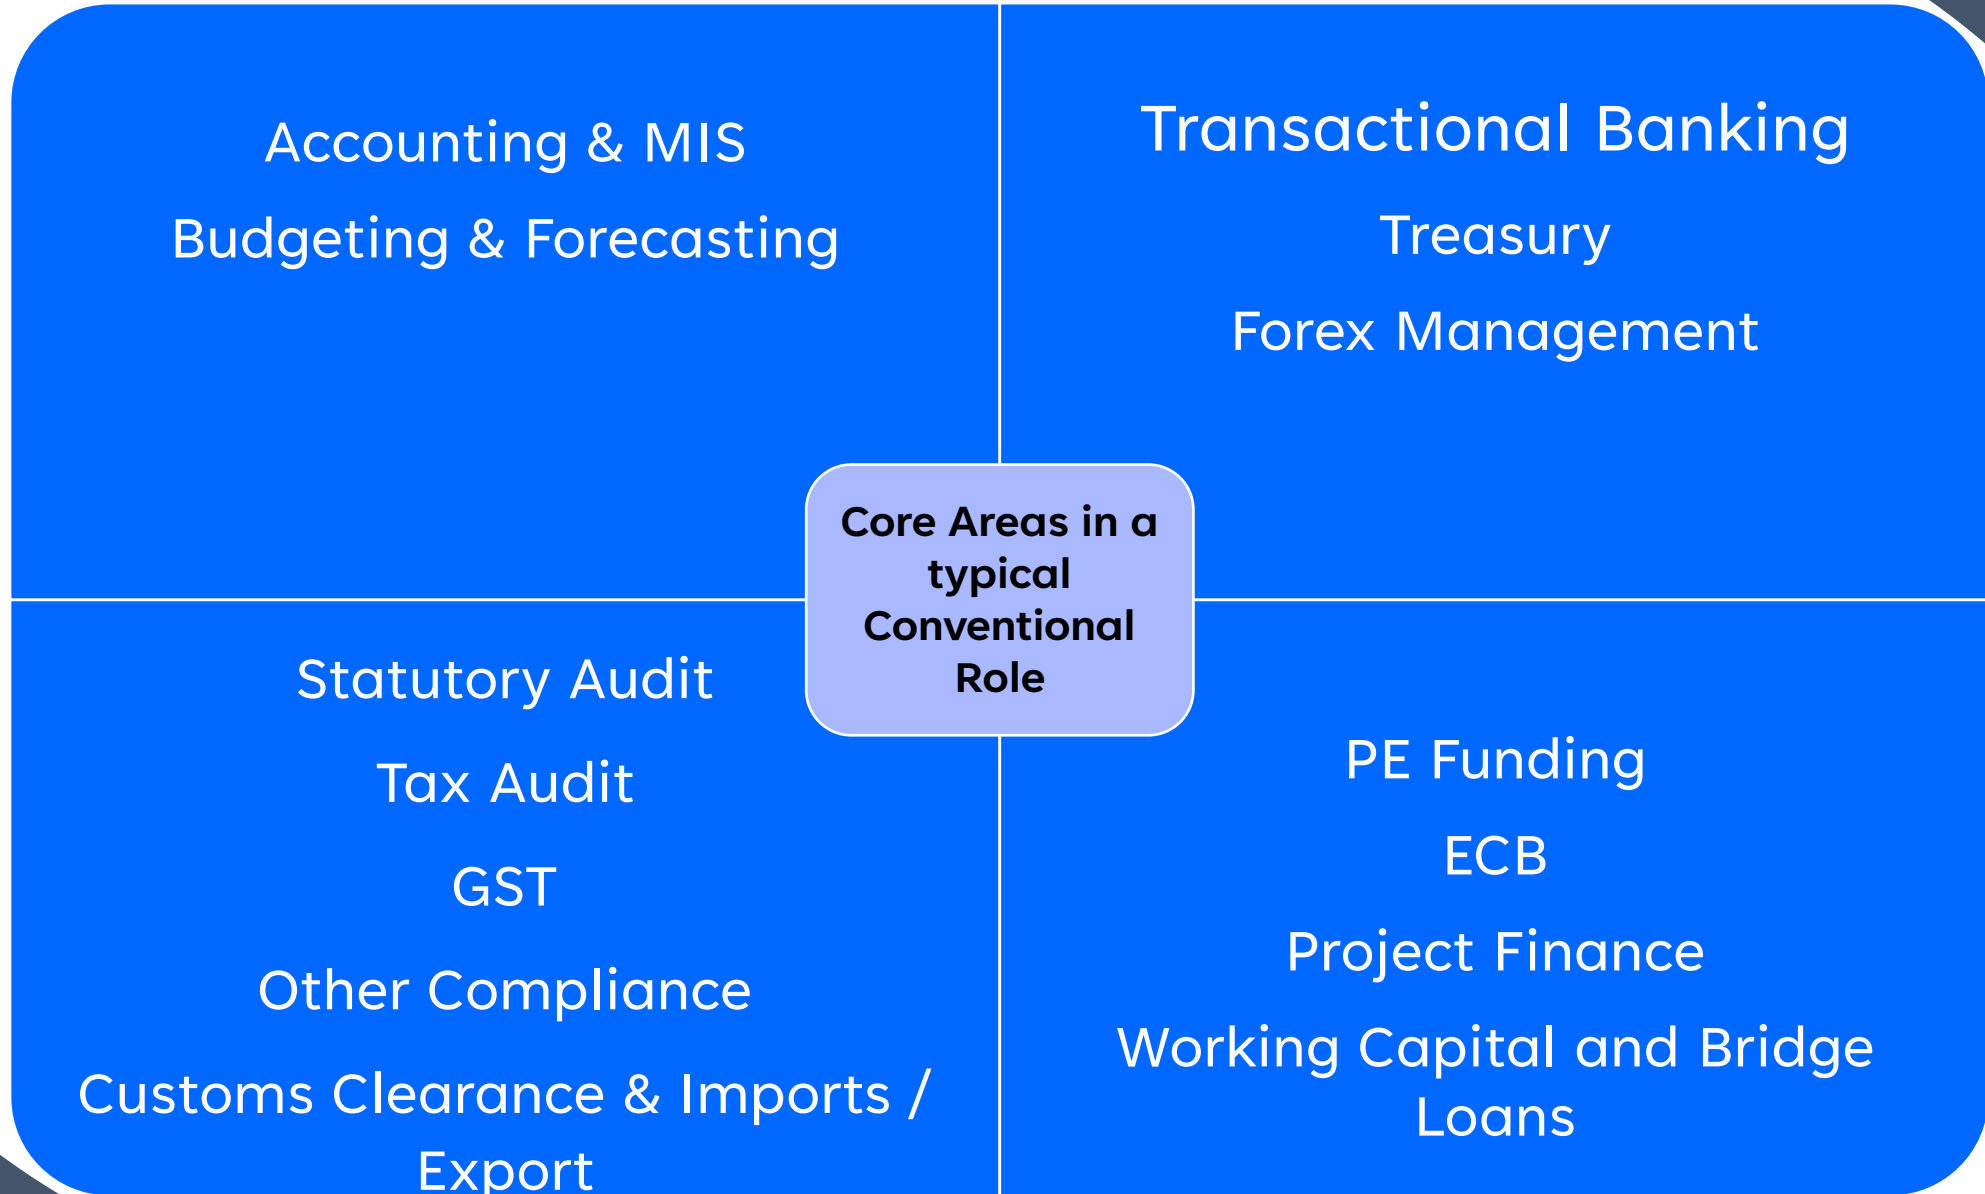 Accounting & MIS
Budgeting & Forecasting
Transactional Banking
Treasury
Forex Management
Core Areas in a
typical
Conventional
Role
Statutory Audit
Tax Audit
GST
Other Compliance
Customs Clearance & Imports /
Export
PE Funding
ECB
Project Finance
Working Capital and Bridge
Loans